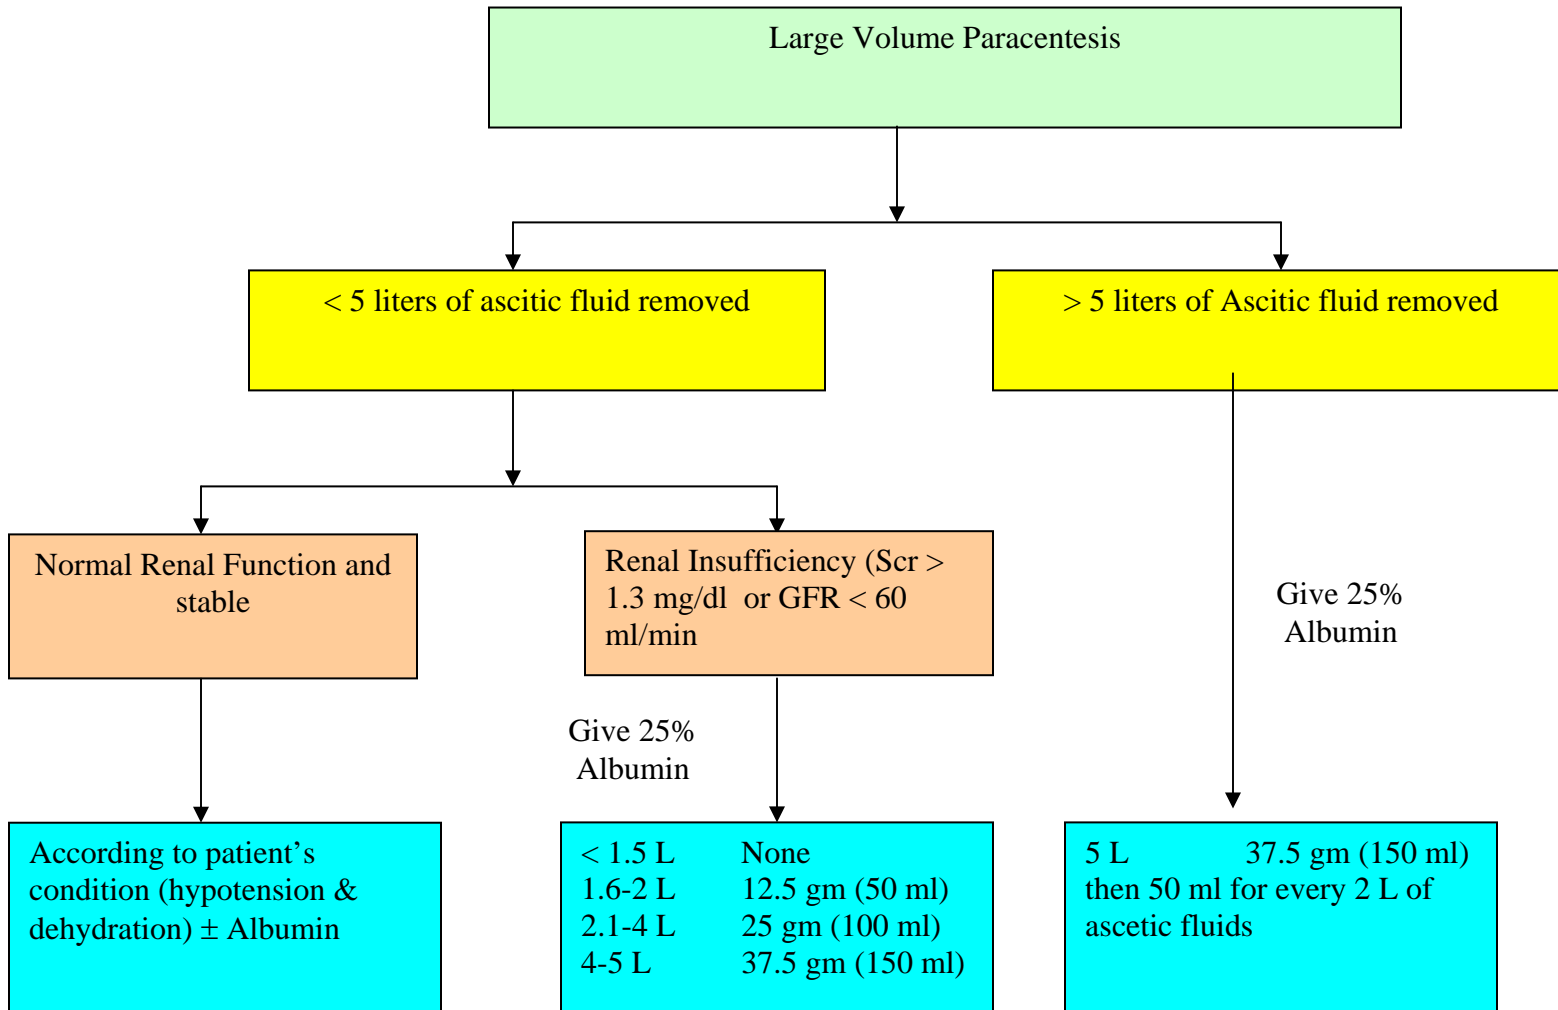 Large Volume Paracentesis
< 5 liters of ascitic fluid removed
> 5 liters of Ascitic fluid removed
Normal Renal Function and
stable
Renal Insufficiency (Scr >
1.3 mg/dl or GFR < 60
ml/min
Give 25%
Albumin
Give 25%
Albumin
According to patient’s
condition (hypotension &
dehydration) ± Albumin
< 1.5 L None
1.6-2 L 12.5 gm (50 ml)
2.1-4 L 25 gm (100 ml)
4-5 L 37.5 gm (150 ml)
5 L 37.5 gm (150 ml)
then 50 ml for every 2 L of
ascetic fluids